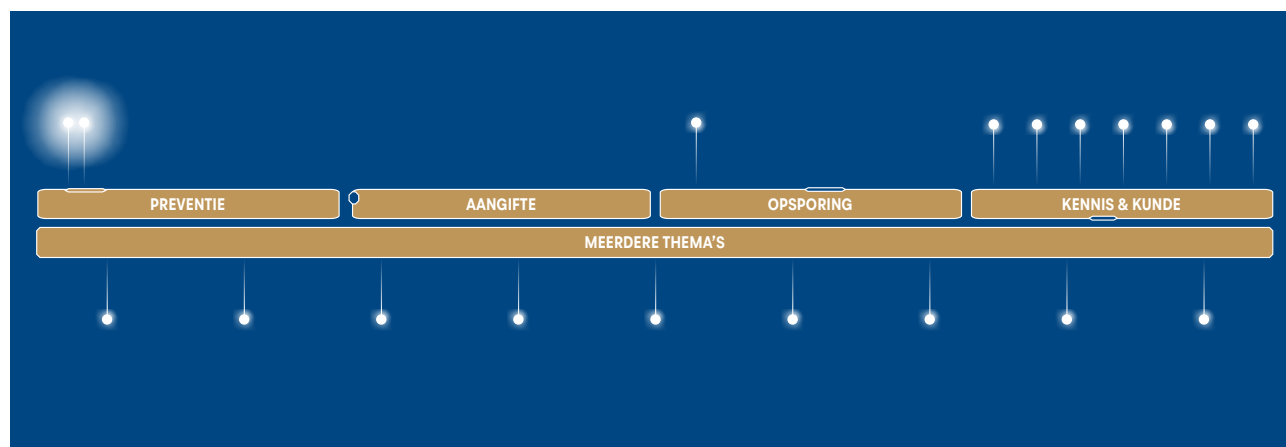 PREVENTIE
AANGIFTE
OPSPORING
KENNIS & KUNDE
MEERDERE THEMA'S